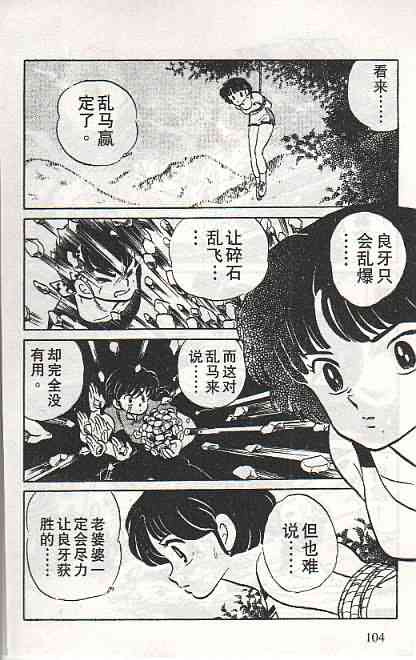 看来
……
乱马赢
定了。
良牙只
会乱爆
……
让碎石
乱飞…
……
而这对
乱马来
说……
却完全没
有用。
但也难
说……
老婆婆一
定会尽力
让良牙获
胜的……
104